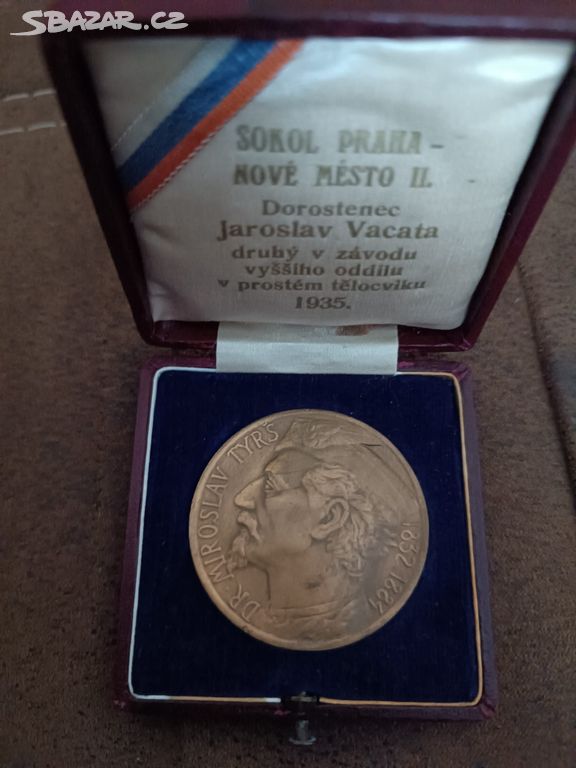 SBAZAR.CZ
SOKOL PRAHA -
NOVÉ MĚSTO II.
Dorostenec
Jaroslav Vacata
druhý v závodu
vyššího oddilu
v prostém tělocviku
1935.
DR MIROSLAV TYRŠ
1832 1884